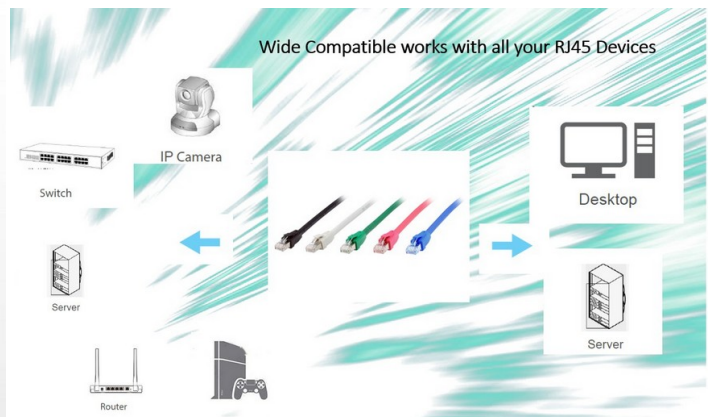 Wide Compatible works with all your RJ45 Devices
IP Camera
Switch
Desktop
Server
Server
Router